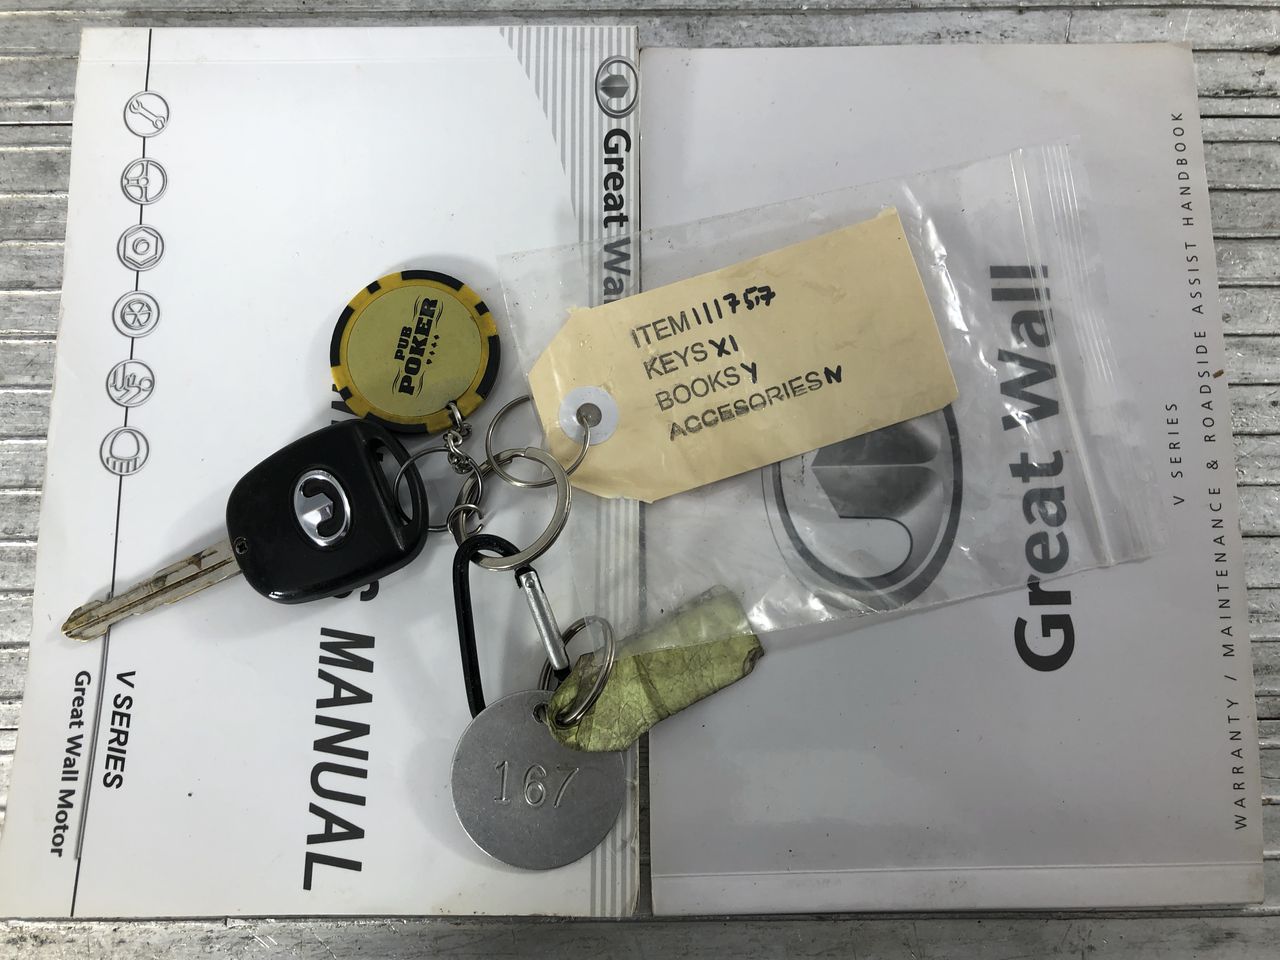 Great Wall
MANUAL
V SERIES
Great Wall Motor
PUB
POKER
ITEM 111757
KEYS X1
BOOKS Y
ACCESORIES N
167
Great Wall
V SERIES
WARRANTY / MAINTENANCE & ROADSIDE ASSIST HANDBOOK